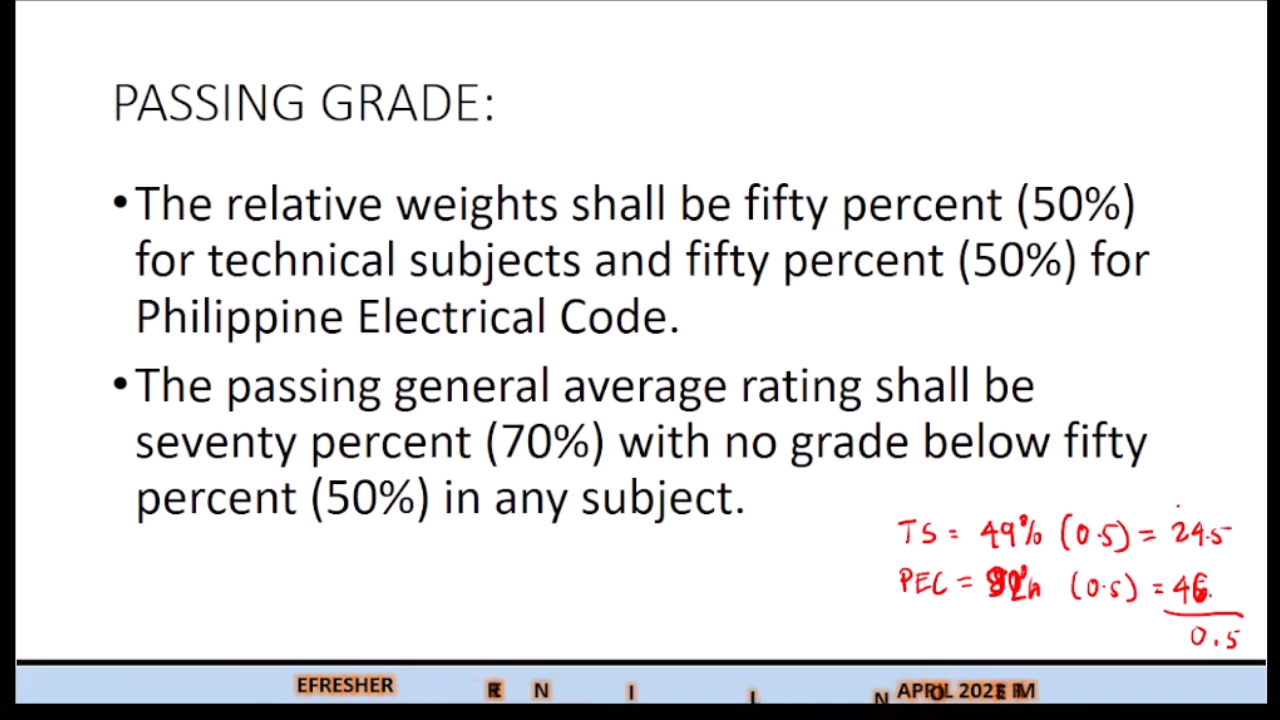 PASSING GRADE:
•The relative weights shall be fifty percent (50%)
for technical subjects and fifty percent (50%) for
Philippine Electrical Code.
•The passing general average rating shall be
seventy percent (70%) with no grade below fifty
percent (50%) in any subject.
TS = 49% (0.5) = 24.5
PEC = (0.5) = 46
0.5
EFRESHER N I L N APRIL